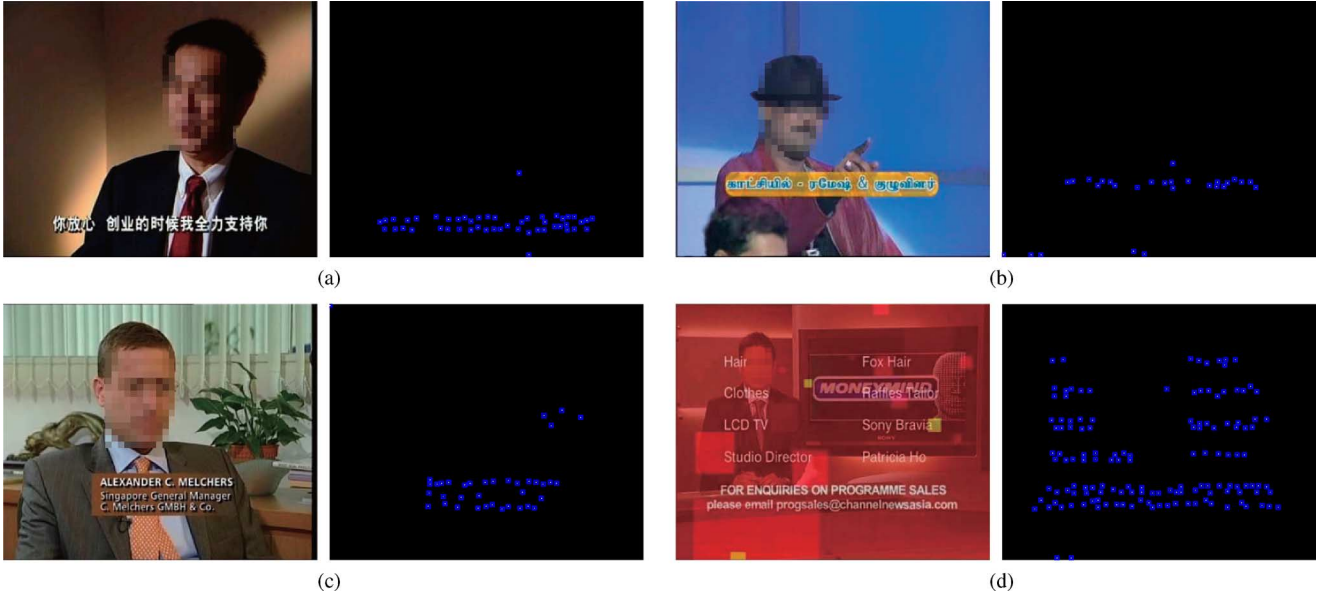 你放心 创业的时候我全力支持你
(a)
காட்சியில் - ரமேஷ் & குழுவினர்
(b)
ALEXANDER C. MELCHERS
Singapore General Manager
C. Melchers GMBH & Co.
(c)
Hair Fox Hair
MONEYMIND
Clothes Raffles Tailor
LCD TV Sony Bravia
SONY
Studio Director Patricia Ho
FOR ENQUIRIES ON PROGRAMME SALES
please email progsales@channelnewsasia.com
(d)